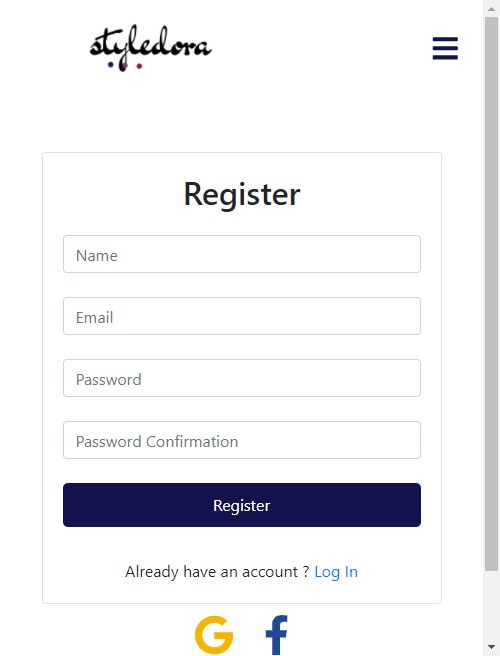 styledora
Register
Name
Email
Password
Password Confirmation
Register
Already have an account ? Log In